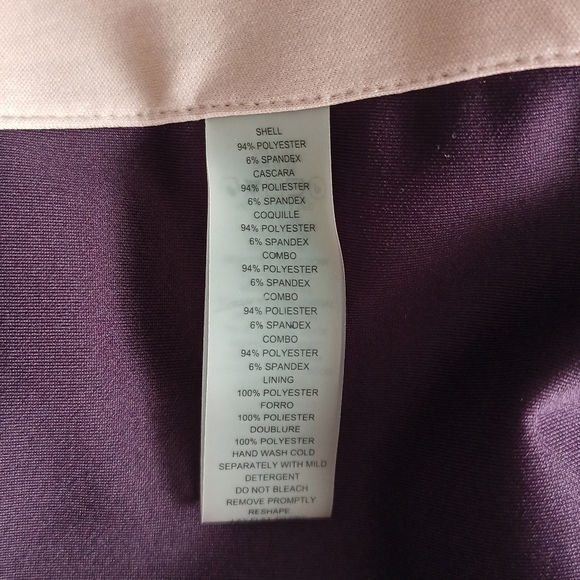 SHELL
94% POLYESTER
6% SPANDEX
CASCARA
94% POLIESTER
6% SPANDEX
COQUILLE
94% POLYESTER
6% SPANDEX
COMBO
94% POLYESTER
6% SPANDEX
COMBO
94% POLIESTER
6% SPANDEX
COMBO
94% POLYESTER
6% SPANDEX
LINING
100% POLYESTER
FORRO
100% POLIESTER
DOUBLURE
100% POLYESTER
HAND WASH COLD
SEPARATELY WITH MILD
DETERGENT
DO NOT BLEACH
REMOVE PROMPTLY
RESHAPE